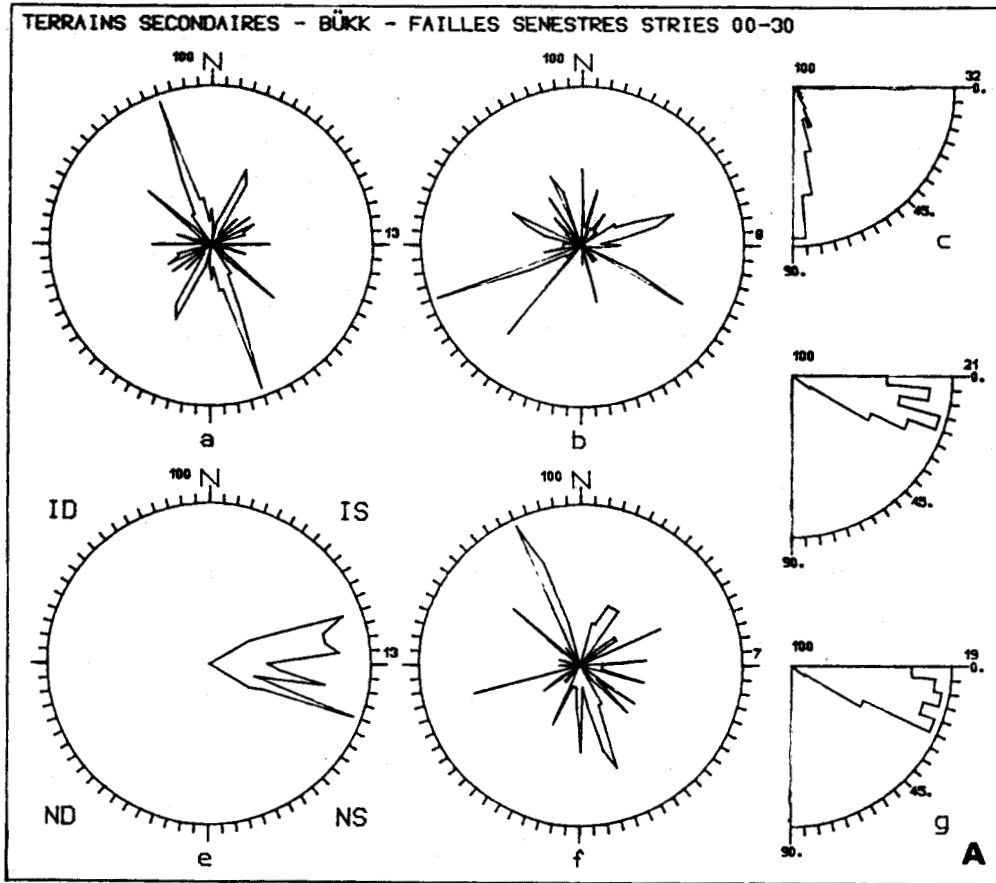 TERRAINS SECONDAIRES - BÜKK - FAILLES SENESTRES STRIES 00-30
100 N
13
a
100 N
8
b
100
32
0.
45.
90.
c
100
21
0.
45.
90.
100 N
ID
IS
13
ND
NS
e
100 N
7
f
100
19
0.
45.
90.
g
A